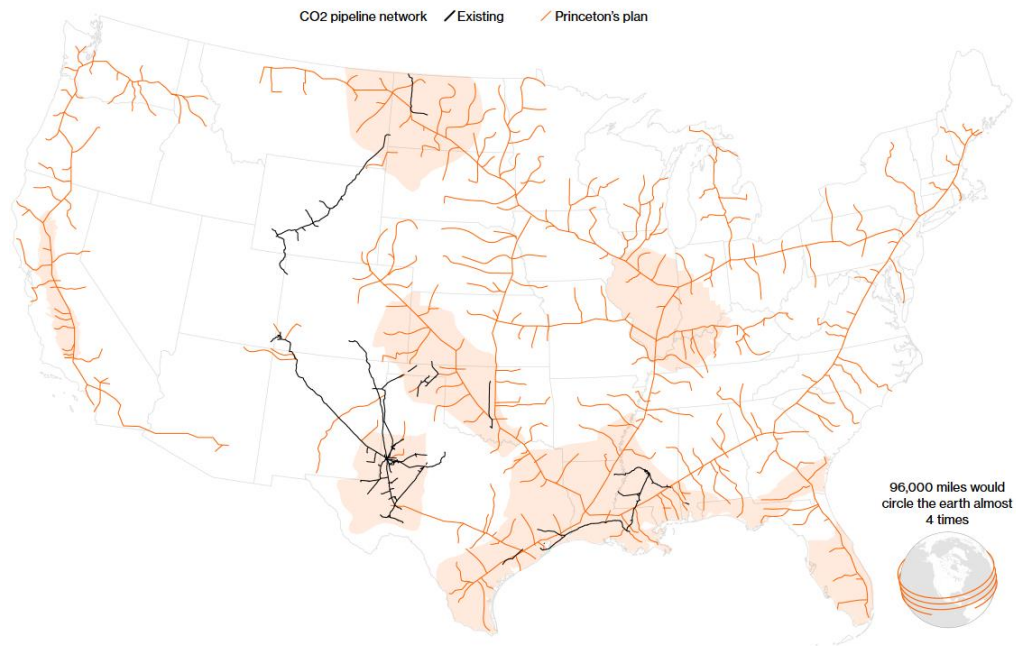 CO2 pipeline network Existing Princeton's plan
96,000 miles would
circle the earth almost
4 times